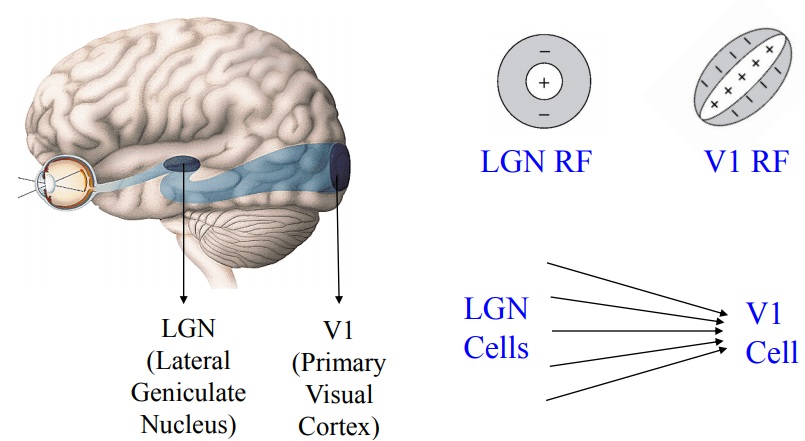 LGN
(Lateral
Geniculate
Nucleus)
V1
(Primary
Visual
Cortex)
LGN RF
V1 RF
LGN
Cells
V1
Cell